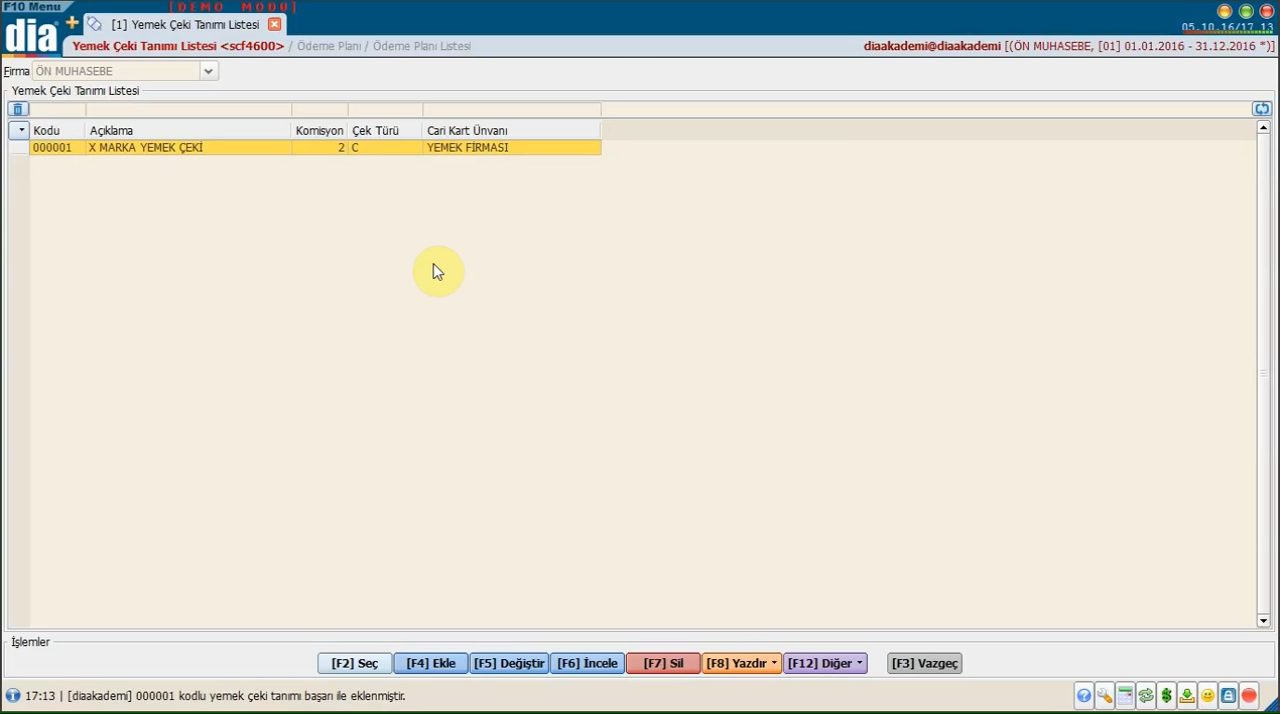 F10 Menu
[DEMO MODU]
dia
[1] Yemek Çeki Tanımı Listesi
05.10.16/17 13
Yemek Çeki Tanımı Listesi <scf4600> / Ödeme Planı / Ödeme Planı Listesi
diaakademi@diaakademi [(ÖN MUHASEBE, [01] 01.01.2016 - 31.12.2016 *)]
Firma ÖN MUHASEBE
Yemek Çeki Tanımı Listesi
Kodu Açıklama Komisyon Çek Türü Cari Kart Ünvanı
000001 X MARKA YEMEK ÇEKİ 2 C YEMEK FİRMASI
İşlemler
[F2] Seç [F4] Ekle [F5] Değiştir [F6] İncele [F7] Sil [F8] Yazdır [F12] Diğer [F3] Vazgeç
17:13 | [diaakademi] 000001 kodlu yemek çeki tanımı başarı ile eklenmiştir.